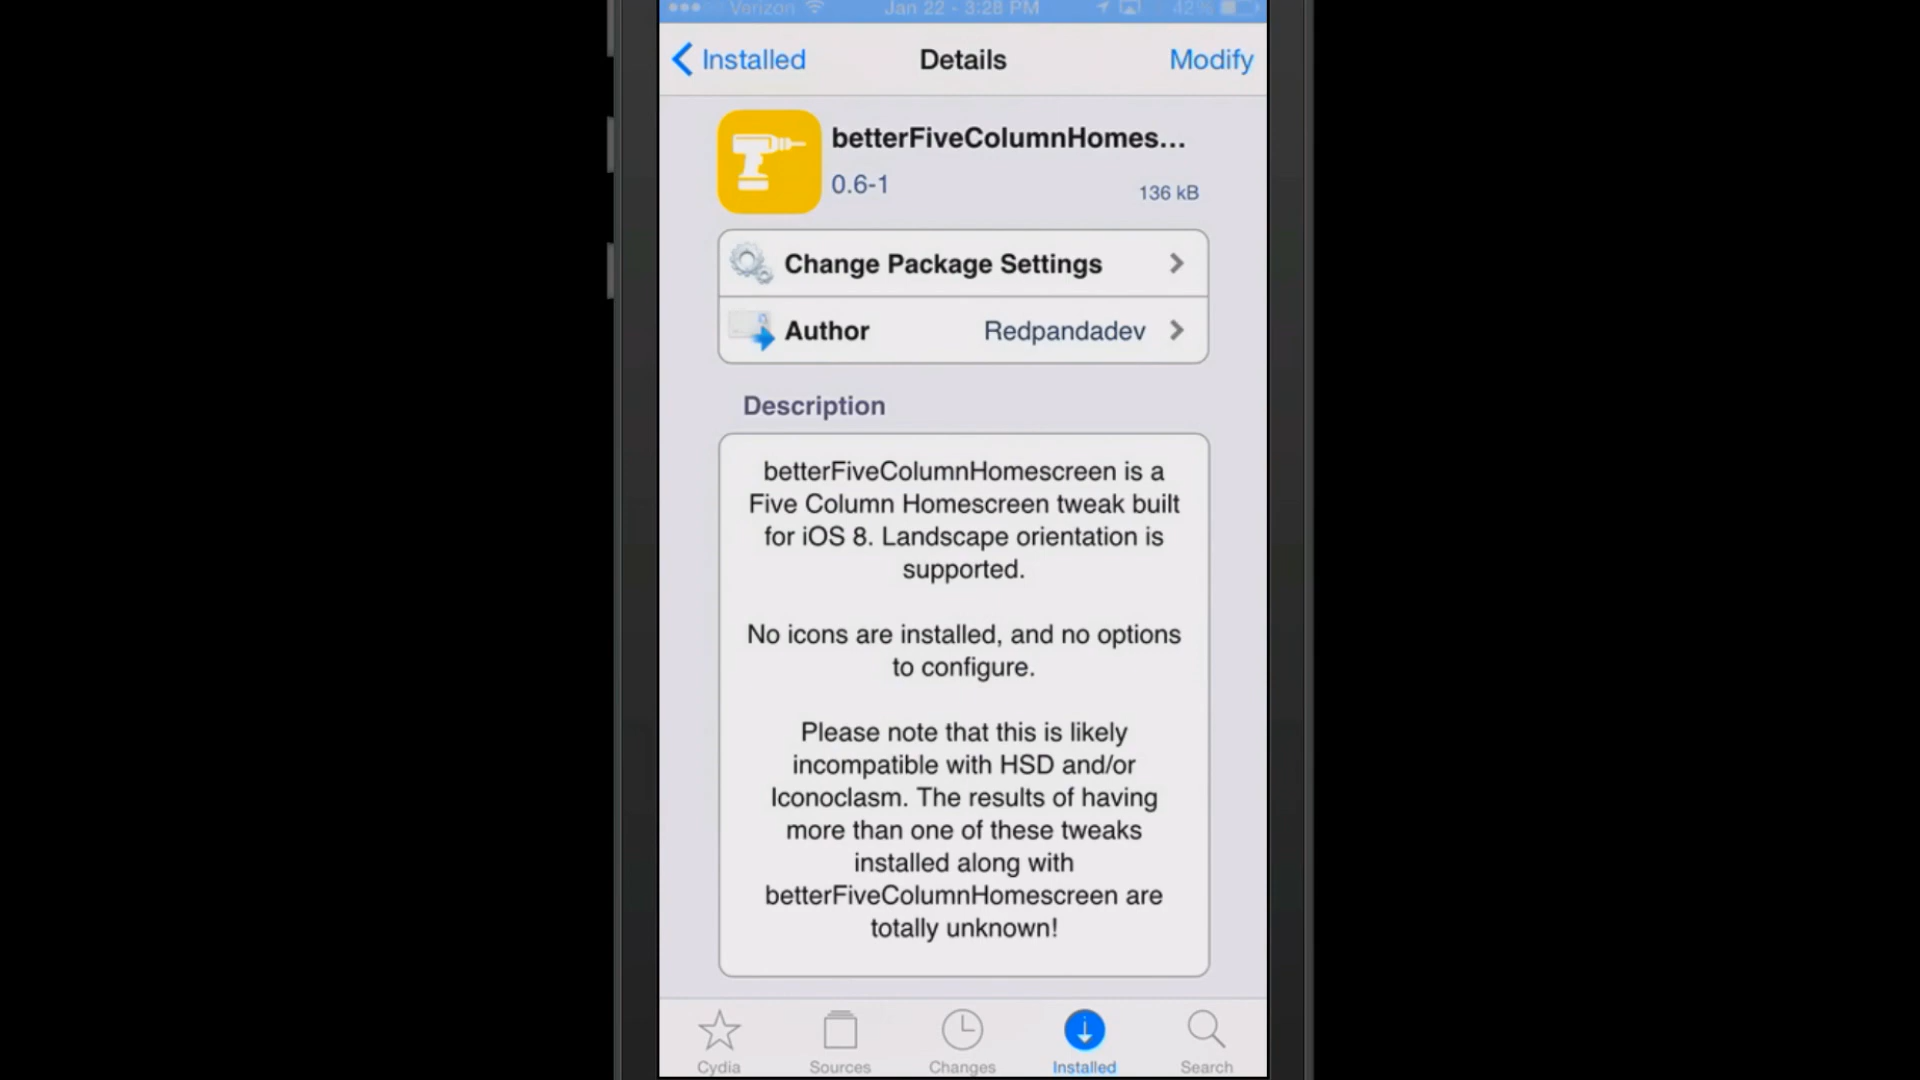 Verizon Jan 22 - 3:28 PM 42%
Installed Details Modify
betterFiveColumnHomes...
0.6-1 136 kB
Change Package Settings
Author Redpandadev
Description
betterFiveColumnHomescreen is a
Five Column Homescreen tweak built
for iOS 8. Landscape orientation is
supported.
No icons are installed, and no options
to configure.
Please note that this is likely
incompatible with HSD and/or
Iconoclasm. The results of having
more than one of these tweaks
installed along with
betterFiveColumnHomescreen are
totally unknown!
Cydia Sources Changes Installed Search